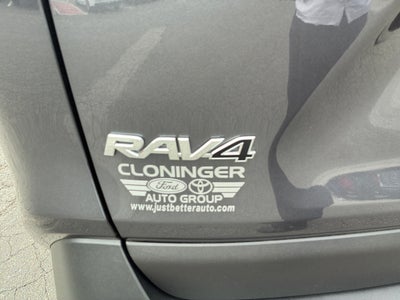 RAV4
CLONINGER
Ford
AUTO GROUP
www.justbetterauto.com